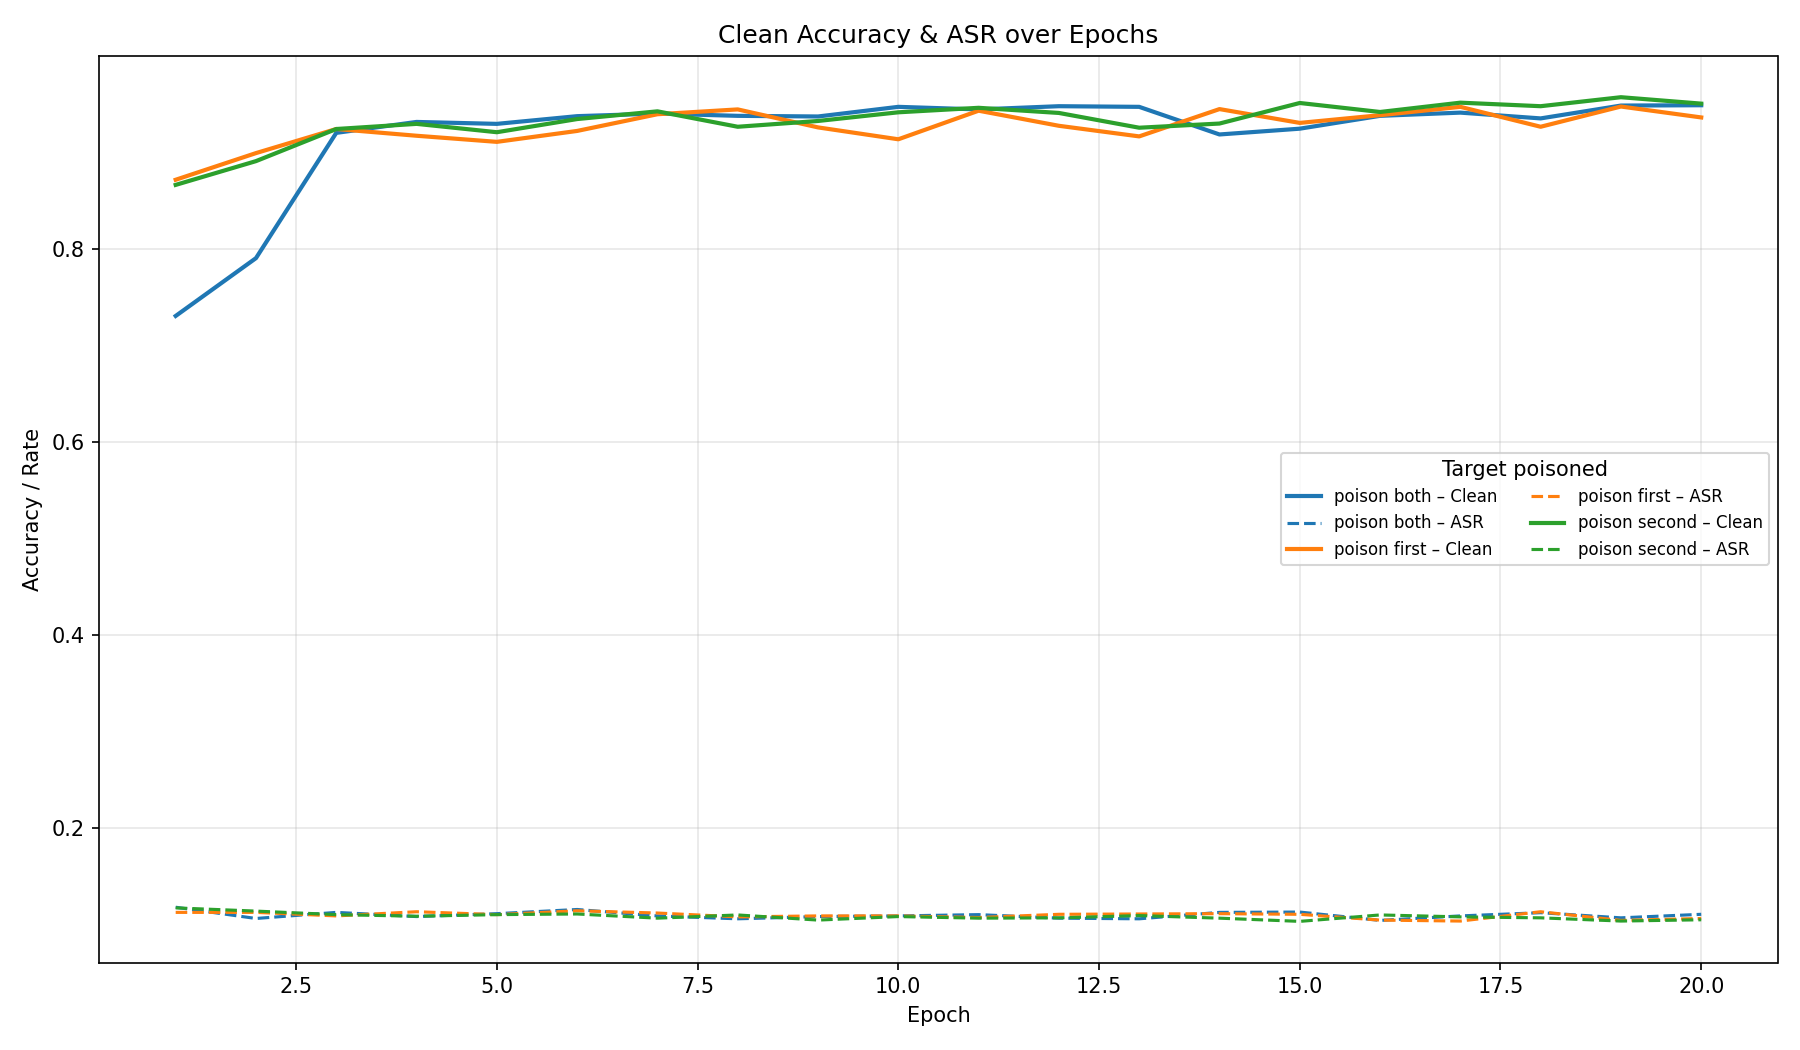 Clean Accuracy & ASR over Epochs
Accuracy / Rate
0.8
0.6
0.4
0.2
Target poisoned
poison both – Clean
poison both – ASR
poison first – Clean
poison first – ASR
poison second – Clean
poison second – ASR
2.5 5.0 7.5 10.0 12.5 15.0 17.5 20.0
Epoch